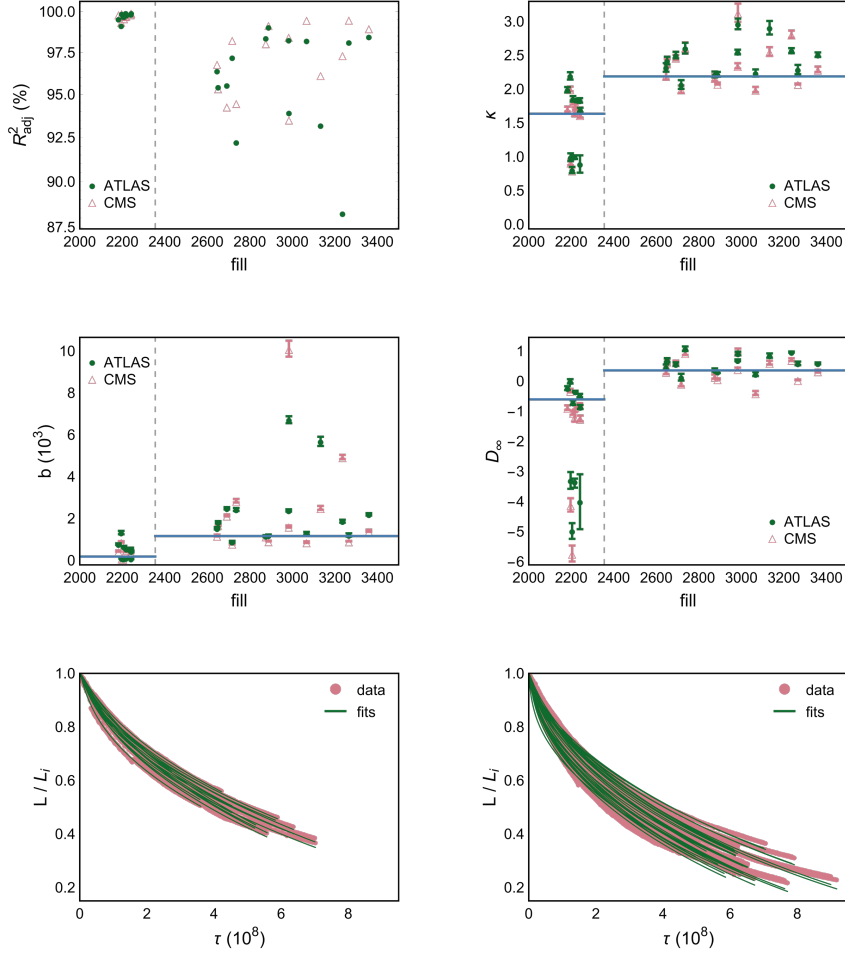 100.0
97.5
95.0
92.5
90.0
87.5
R²adj (%)
ATLAS
CMS
2000 2200 2400 2600 2800 3000 3200 3400
fill
3.0
2.5
2.0
1.5
1.0
0.5
0.0
κ
ATLAS
CMS
2000 2200 2400 2600 2800 3000 3200 3400
fill
10
8
6
4
2
0
b (10³)
ATLAS
CMS
2000 2200 2400 2600 2800 3000 3200 3400
fill
1
0
−1
−2
−3
−4
−5
−6
D∞
ATLAS
CMS
2000 2200 2400 2600 2800 3000 3200 3400
fill
1.0
0.8
0.6
0.4
0.2
L / Li
data
fits
0 2 4 6 8
τ (10⁸)
1.0
0.8
0.6
0.4
0.2
L / Li
data
fits
0 2 4 6 8
τ (10⁸)